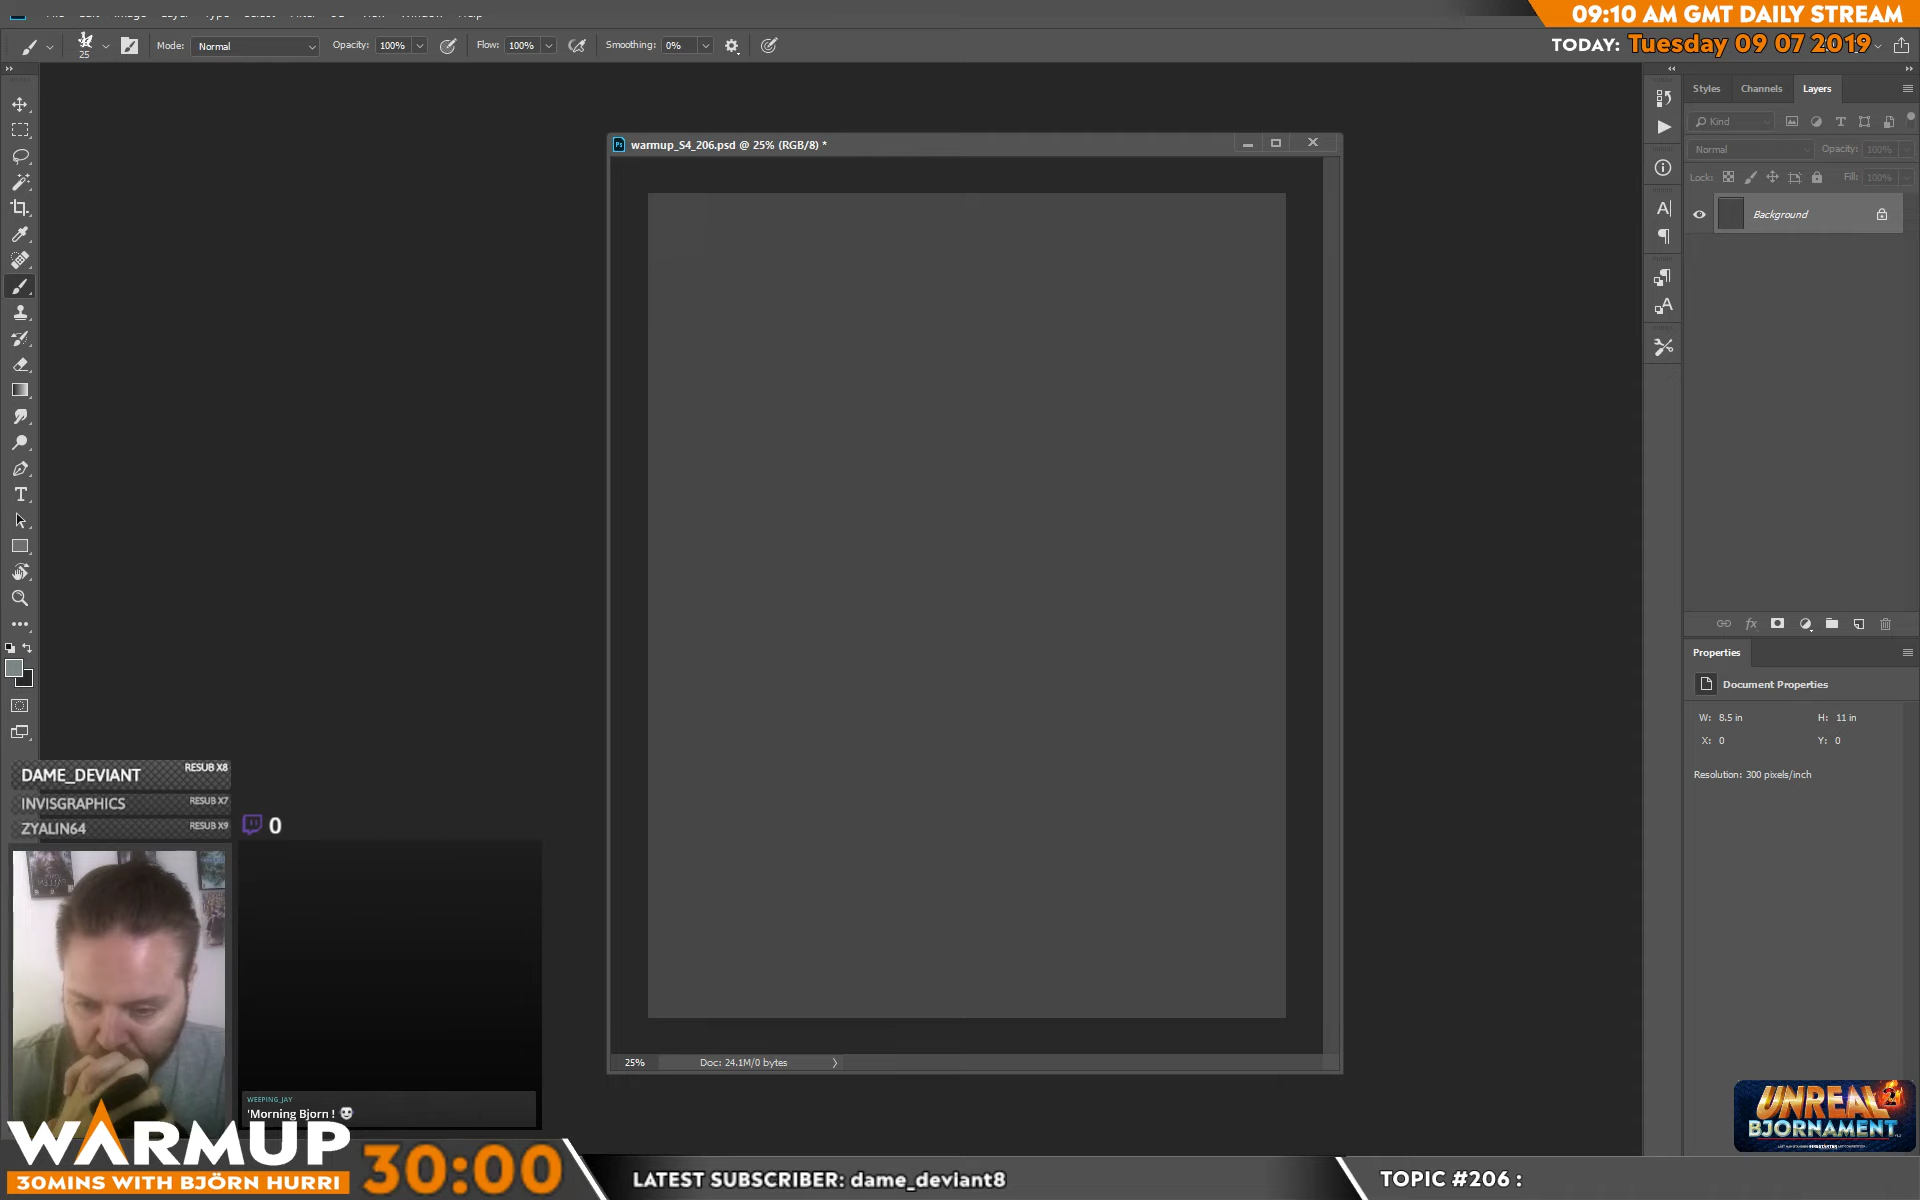 09:10 AM GMT DAILY STREAM
TODAY: Tuesday 09 07 2019
25
Mode: Normal
Opacity: 100%
Flow: 100%
Smoothing: 0%
warmup_S4_206.psd @ 25% (RGB/8) *
Styles
Channels
Layers
Kind
Normal
Opacity: 100%
Lock:
Fill: 100%
Background
Properties
Document Properties
W: 8.5 in
H: 11 in
X: 0
Y: 0
Resolution: 300 pixels/inch
DAME_DEVIANT RESUB X8
INVISGRAPHICS RESUB X7
ZYALIN64 RESUB X9
0
WEEPING_JAY
'Morning Bjorn !
25%
Doc: 24.1M/0 bytes
UNREAL 2
BJORNAMENT
WARMUP
30MINS WITH BJÖRN HURRI
30:00
LATEST SUBSCRIBER: dame_deviant8
TOPIC #206 :